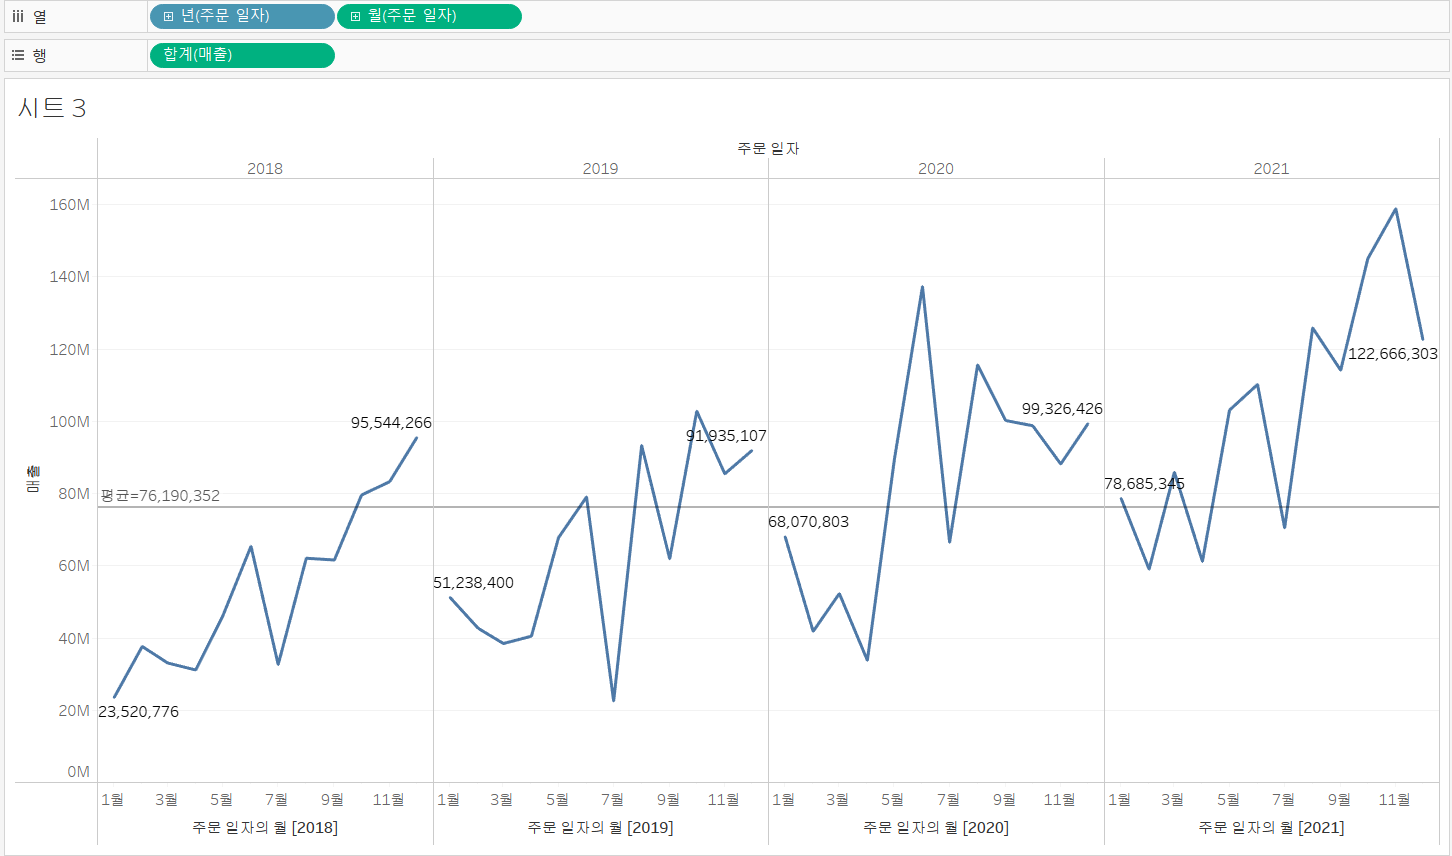 열 년(주문 일자) 월(주문 일자)
행 합계(매출)
시트 3
주문 일자
2018 2019 2020 2021
160M
140M
120M
100M
80M
60M
40M
20M
0M
매출
평균=76,190,352
23,520,776
95,544,266
51,238,400
91,935,107
68,070,803
99,326,426
78,685,345
122,666,303
1월 3월 5월 7월 9월 11월 1월 3월 5월 7월 9월 11월 1월 3월 5월 7월 9월 11월 1월 3월 5월 7월 9월 11월
주문 일자의 월 [2018] 주문 일자의 월 [2019] 주문 일자의 월 [2020] 주문 일자의 월 [2021]